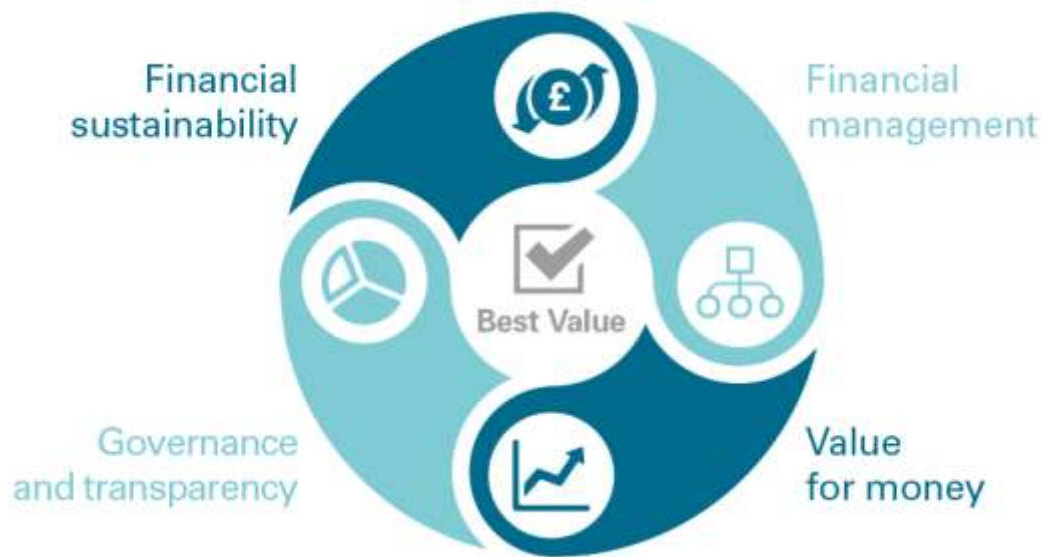 Financial
sustainability
£
Financial
management
Best Value
Governance
and transparency
Value
for money